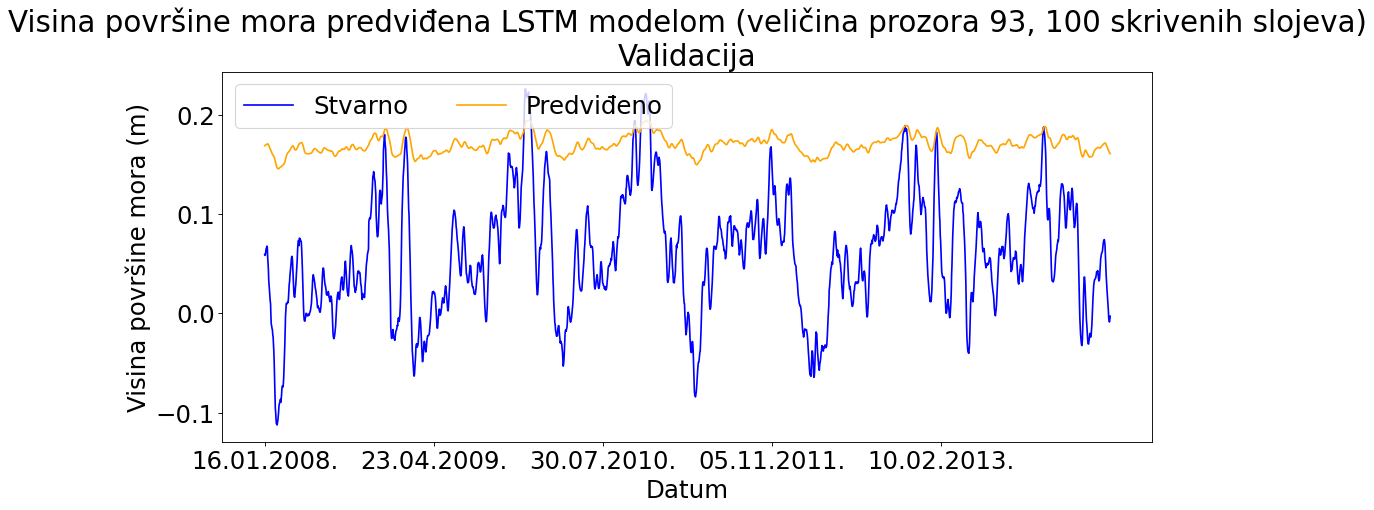 Visina površine mora predviđena LSTM modelom (veličina prozora 93, 100 skrivenih slojeva)
Validacija
Stvarno
Predviđeno
Visina površine mora (m)
0.2
0.1
0.0
−0.1
16.01.2008.
23.04.2009.
30.07.2010.
05.11.2011.
10.02.2013.
Datum